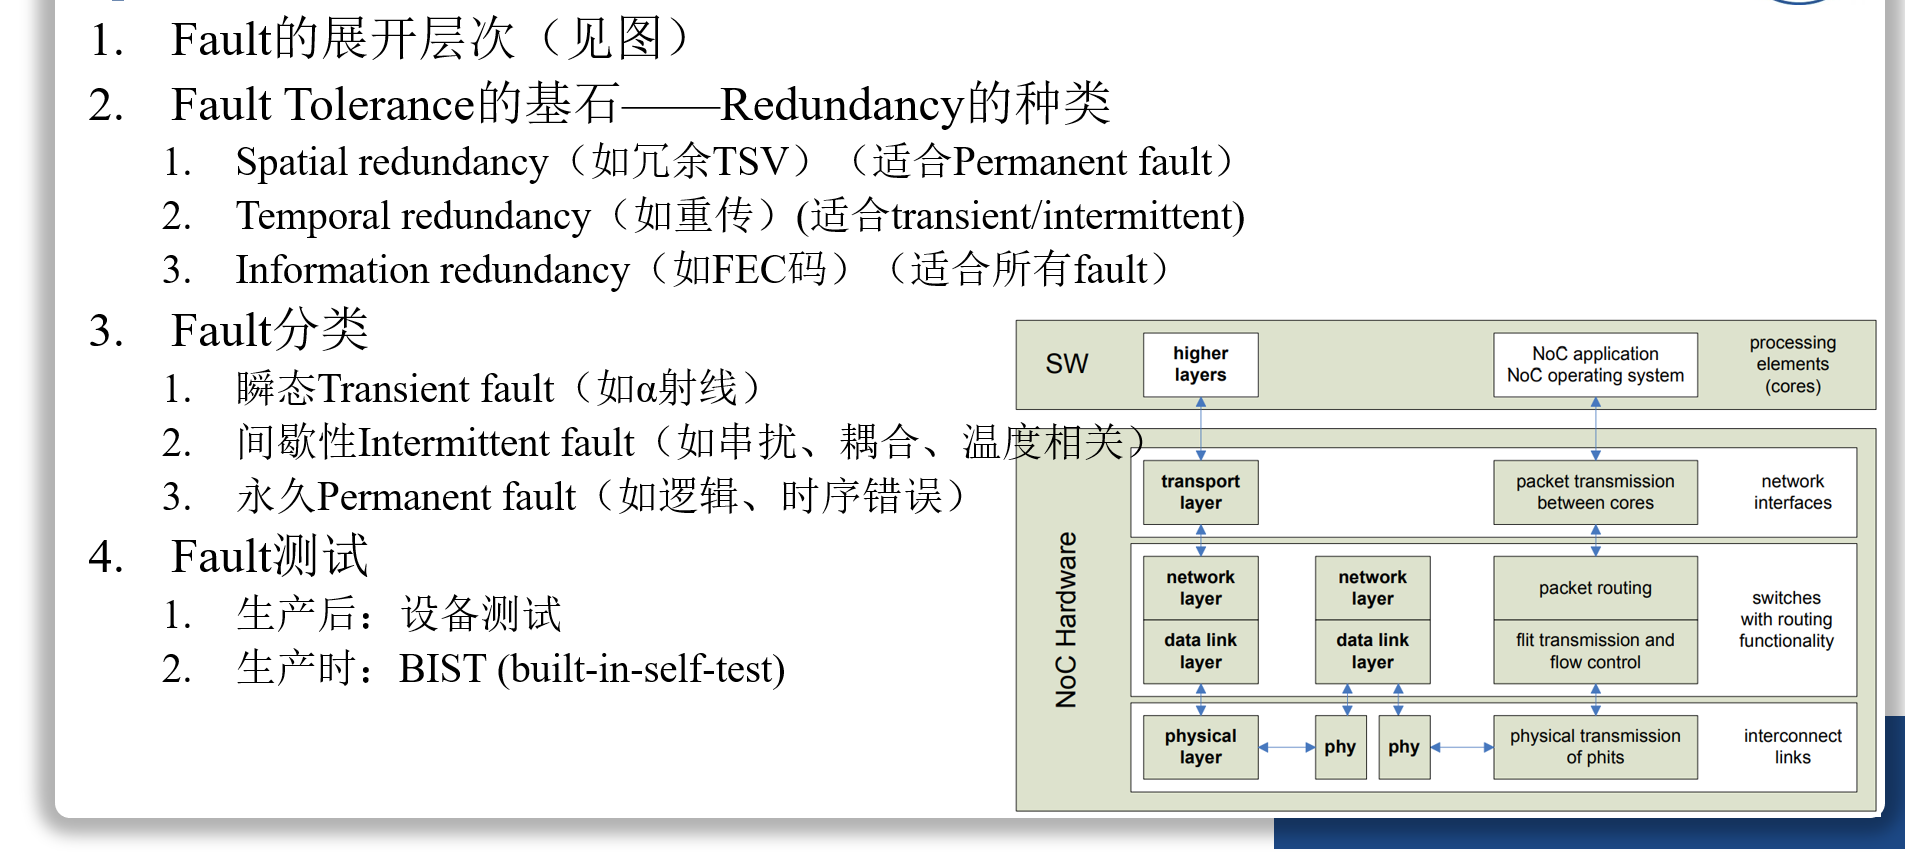 1. Fault的展开层次（见图）
2. Fault Tolerance的基石——Redundancy的种类
1. Spatial redundancy（如冗余TSV）（适合Permanent fault）
2. Temporal redundancy（如重传）(适合transient/intermittent)
3. Information redundancy（如FEC码）（适合所有fault）
3. Fault分类
1. 瞬态Transient fault（如α射线）
2. 间歇性Intermittent fault（如串扰、耦合、温度相关）
3. 永久Permanent fault（如逻辑、时序错误）
4. Fault测试
1. 生产后：设备测试
2. 生产时：BIST (built-in-self-test)
SW
higher
layers
NoC application
NoC operating system
processing
elements
(cores)
NoC Hardware
transport
layer
packet transmission
between cores
network
interfaces
network
layer
network
layer
packet routing
data link
layer
data link
layer
flit transmission and
flow control
switches
with routing
functionality
physical
layer
phy
phy
physical transmission
of phits
interconnect
links